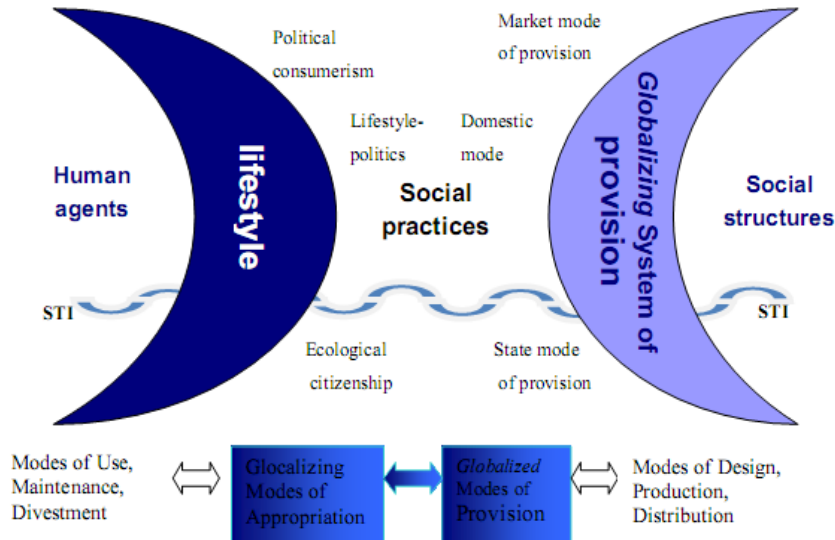 Political
consumerism
Market mode
of provision
Lifestyle-
politics
Domestic
mode
Human
agents
lifestyle
Social
practices
Globalizing System of
provision
Social
structures
STI
STI
Ecological
citizenship
State mode
of provision
Modes of Use,
Maintenance,
Divestment
Glocalizing
Modes of
Appropriation
Globalized
Modes of
Provision
Modes of Design,
Production,
Distribution